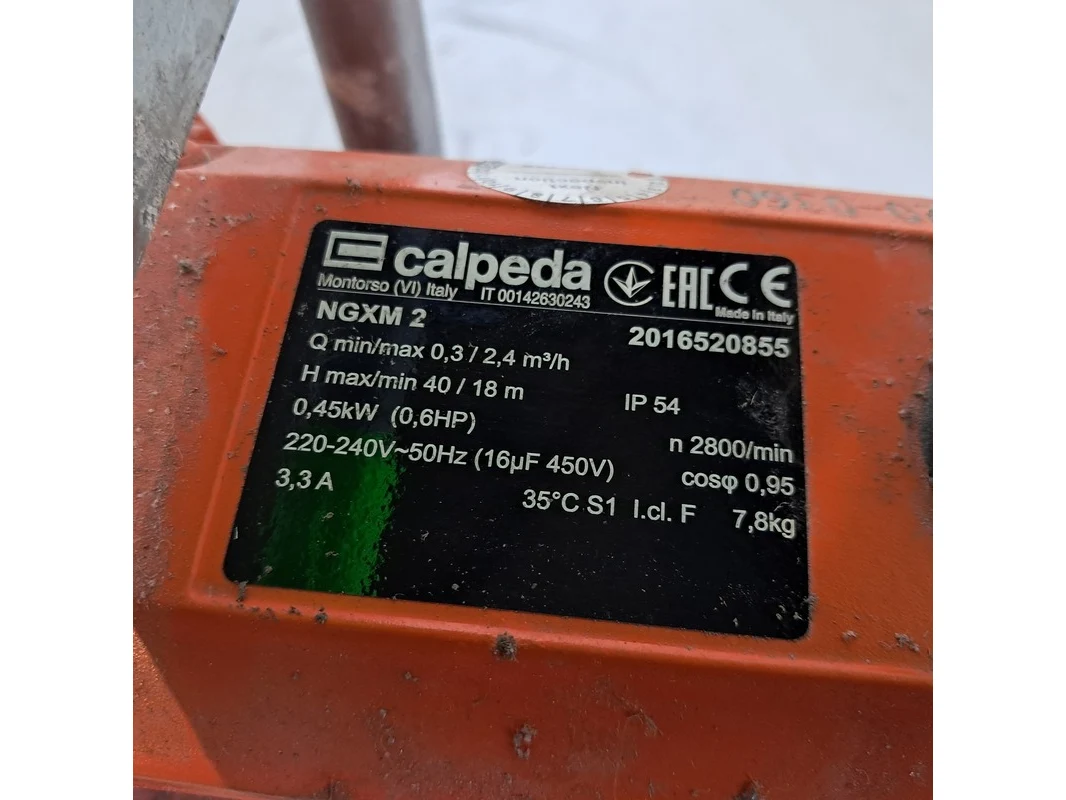 calpeda
EAC CE
Montorso (VI) Italy IT 00142630243
Made in Italy
NGXM 2
2016520855
Q min/max 0,3 / 2,4 m³/h
H max/min 40 / 18 m
IP 54
0,45kW (0,6HP)
n 2800/min
220-240V~50Hz (16µF 450V)
cosφ 0,95
3,3 A
35°C S1 I.cl. F 7,8kg